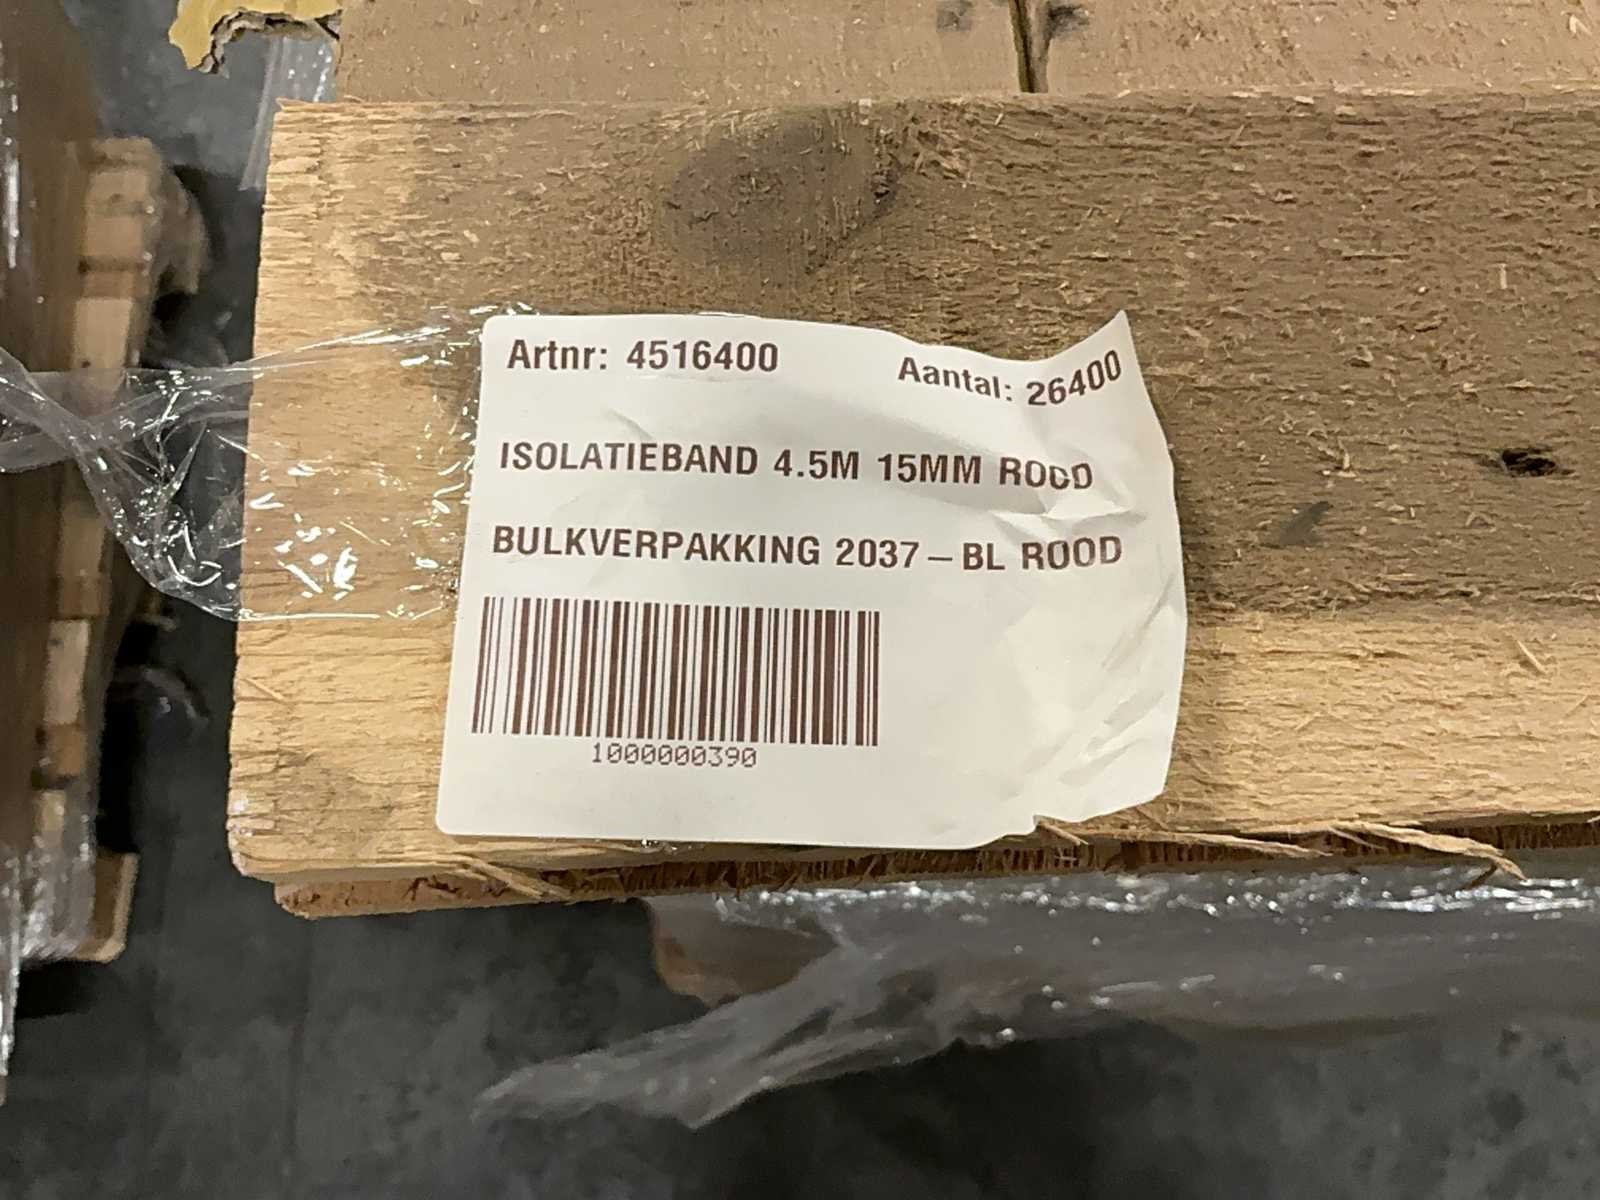 Artnr: 4516400 Aantal: 26400
ISOLATIEBAND 4.5M 15MM ROOD
BULKVERPAKKING 2037-BL ROOD
1000000390